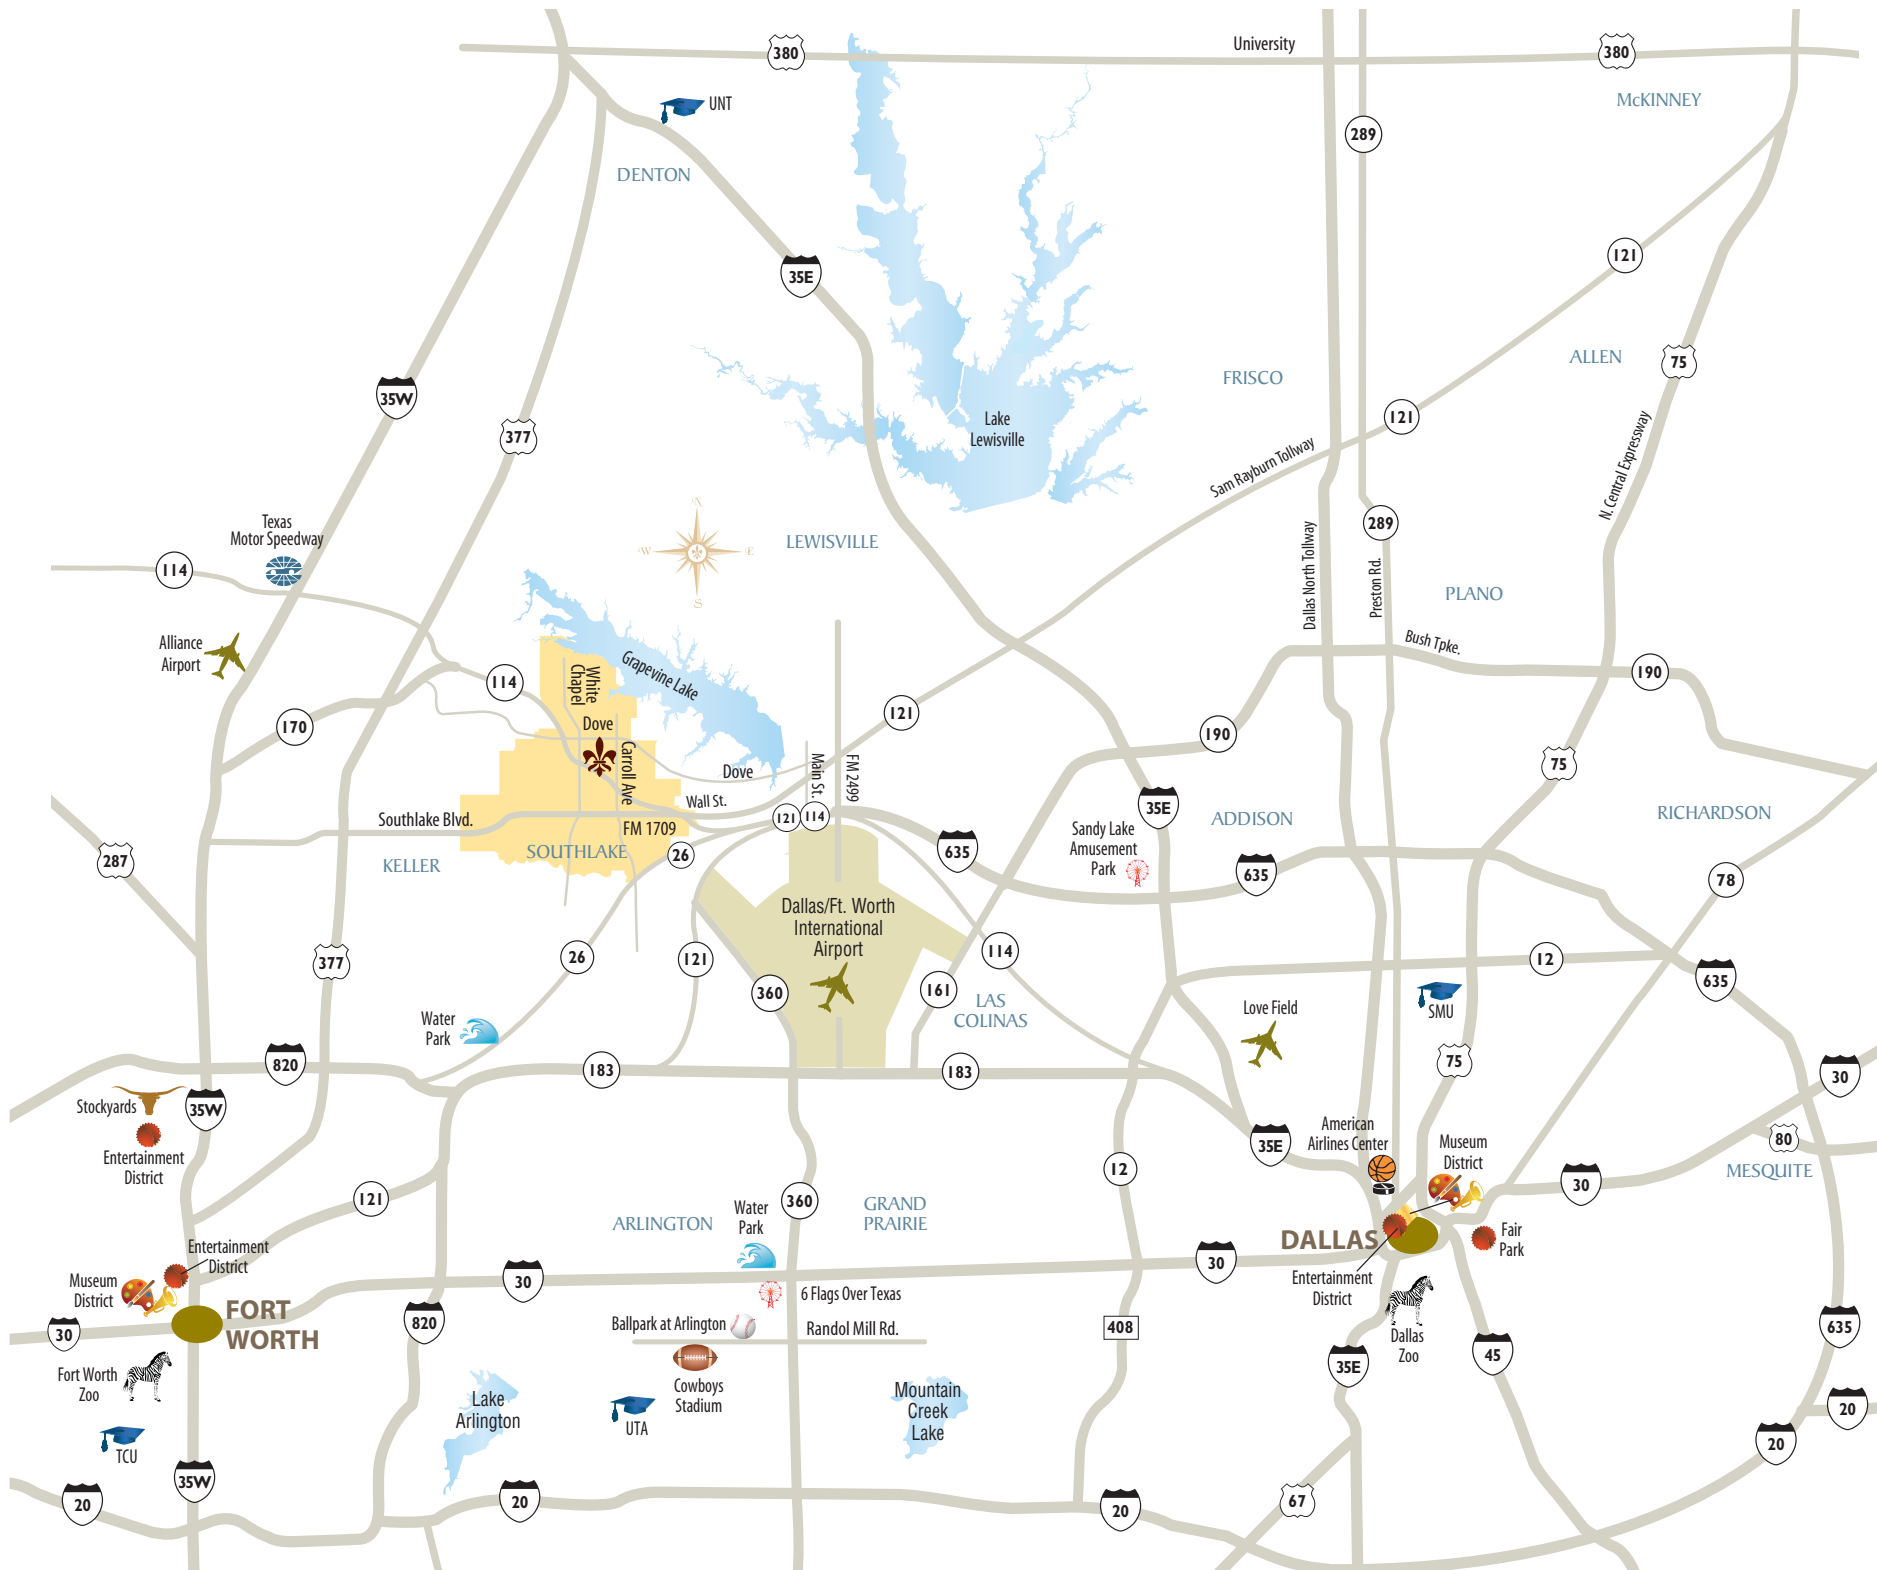 University
380
380
McKINNEY
UNT
289
DENTON
121
35E
ALLEN
75
FRISCO
35W
377
121
Lake
Lewisville
Sam Rayburn Tollway
N. Central Expressway
N
W
E
S
289
Texas
Motor Speedway
LEWISVILLE
114
Dallas North Tollway
Preston Rd.
PLANO
Bush Tpke.
190
Alliance
Airport
114
White
Chapel
Grapevine Lake
170
Dove
121
190
Carroll Ave
Dove
Main St.
FM 2499
75
Wall St.
Southlake Blvd.
FM 1709
121
114
35E
ADDISON
RICHARDSON
287
KELLER
SOUTHLAKE
26
635
Sandy Lake
Amusement
Park
635
78
Dallas/Ft. Worth
International
Airport
377
26
121
360
161
114
12
635
LAS
COLINAS
Love Field
SMU
Water
Park
820
183
183
75
30
Stockyards
35W
Entertainment
District
American
Airlines Center
35E
Museum
District
80
MESQUITE
12
30
121
360
GRAND
PRAIRIE
ARLINGTON
Water
Park
DALLAS
Fair
Park
Entertainment
District
Museum
District
30
30
Entertainment
District
6 Flags Over Texas
FORT
WORTH
30
820
Ballpark at Arlington
Randol Mill Rd.
408
Dallas
Zoo
635
Fort Worth
Zoo
Cowboys
Stadium
35E
45
Lake
Arlington
UTA
Mountain
Creek
Lake
20
20
TCU
35W
20
20
20
67